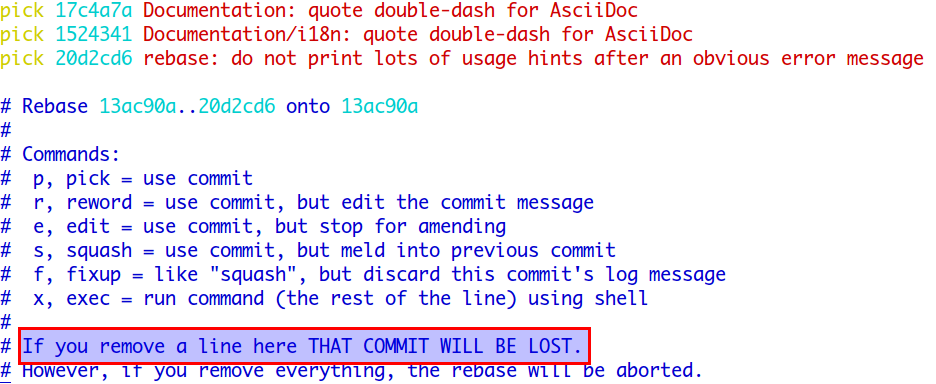 pick 17c4a7a Documentation: quote double-dash for AsciiDoc
pick 1524341 Documentation/i18n: quote double-dash for AsciiDoc
pick 20d2cd6 rebase: do not print lots of usage hints after an obvious error message
# Rebase 13ac90a..20d2cd6 onto 13ac90a
#
# Commands:
#  p, pick = use commit
#  r, reword = use commit, but edit the commit message
#  e, edit = use commit, but stop for amending
#  s, squash = use commit, but meld into previous commit
#  f, fixup = like "squash", but discard this commit's log message
#  x, exec = run command (the rest of the line) using shell
#
# If you remove a line here THAT COMMIT WILL BE LOST.
# However, if you remove everything, the rebase will be aborted.